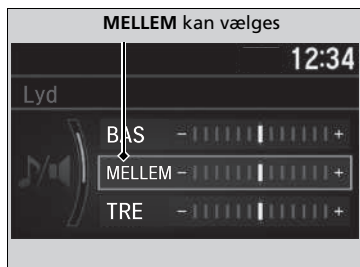 MELLEM kan vælges
12:34
Lyd
BAS - +
MELLEM - +
TRE - +